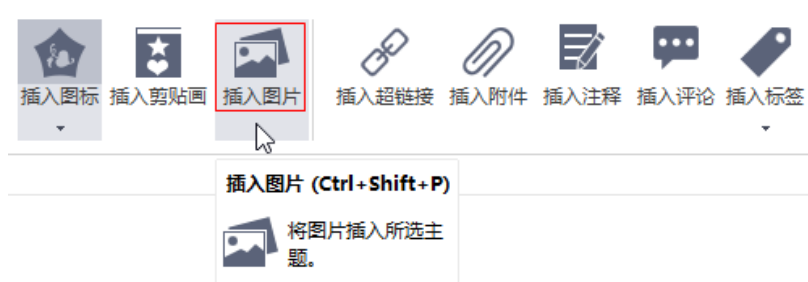 插入图标 插入剪贴画 插入图片 插入超链接 插入附件 插入注释 插入评论 插入标签
插入图片 (Ctrl+Shift+P)
将图片插入所选主
题。